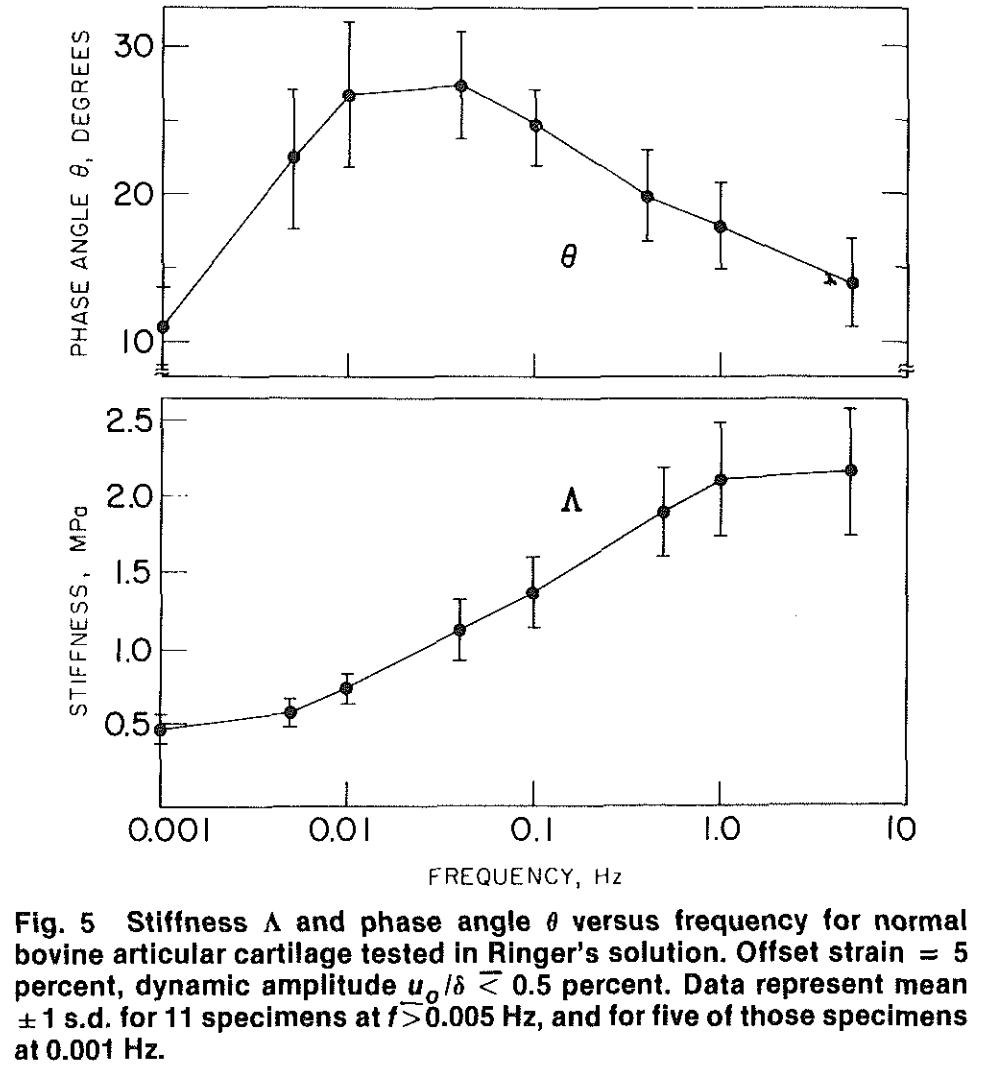 30
20
10
PHASE ANGLE θ, DEGREES
θ
2.5
2.0
1.5
1.0
0.5
STIFFNESS, MPa
Λ
0.001 0.01 0.1 1.0 10
FREQUENCY, Hz
Fig. 5 Stiffness Λ and phase angle θ versus frequency for normal
bovine articular cartilage tested in Ringer's solution. Offset strain = 5
percent, dynamic amplitude u₀/δ ≤ 0.5 percent. Data represent mean
±1 s.d. for 11 specimens at f≥0.005 Hz, and for five of those specimens
at 0.001 Hz.